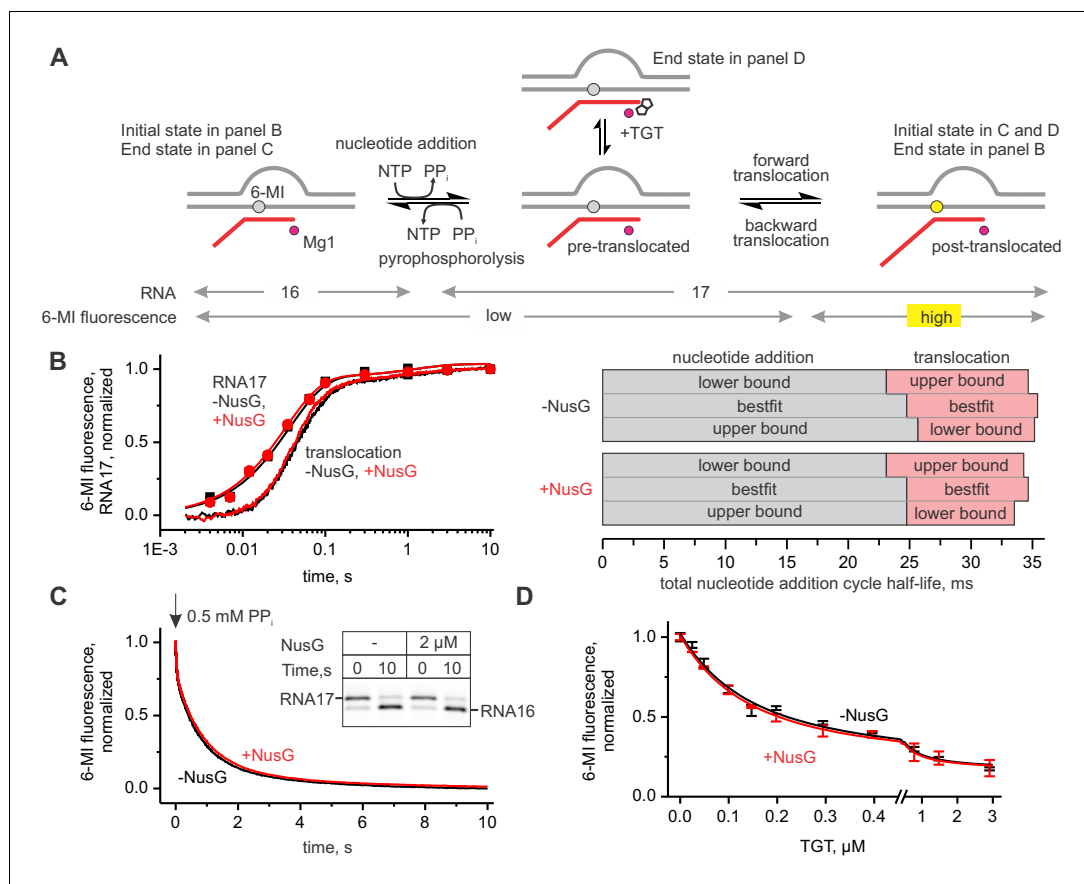 A
End state in panel D
+TGT
Initial state in panel B
End state in panel C
nucleotide addition
NTP PPi
NTP PPi
pyrophosphorolysis
6-MI
Mg1
pre-translocated
forward
translocation
backward
translocation
Initial state in C and D
End state in panel B
post-translocated
RNA 16 17
6-MI fluorescence low high
B
6-MI fluorescence,
RNA17, normalized
1.0
0.5
0.0
RNA17
-NusG,
+NusG
translocation
-NusG, +NusG
1E-3 0.01 0.1 1 10
time, s
nucleotide addition translocation
-NusG
lower bound upper bound
bestfit bestfit
upper bound lower bound
+NusG
lower bound upper bound
bestfit bestfit
upper bound lower bound
0 5 10 15 20 25 30 35
total nucleotide addition cycle half-life, ms
C
0.5 mM PPi
6-MI fluorescence,
normalized
1.0
0.5
0.0
NusG - 2 µM
Time,s 0 10 0 10
RNA17
RNA16
+NusG
-NusG
0 2 4 6 8 10
time, s
D
6-MI fluorescence,
normalized
1.0
0.5
0.0
-NusG
+NusG
0.0 0.1 0.2 0.3 0.4 1 2 3
TGT, µM